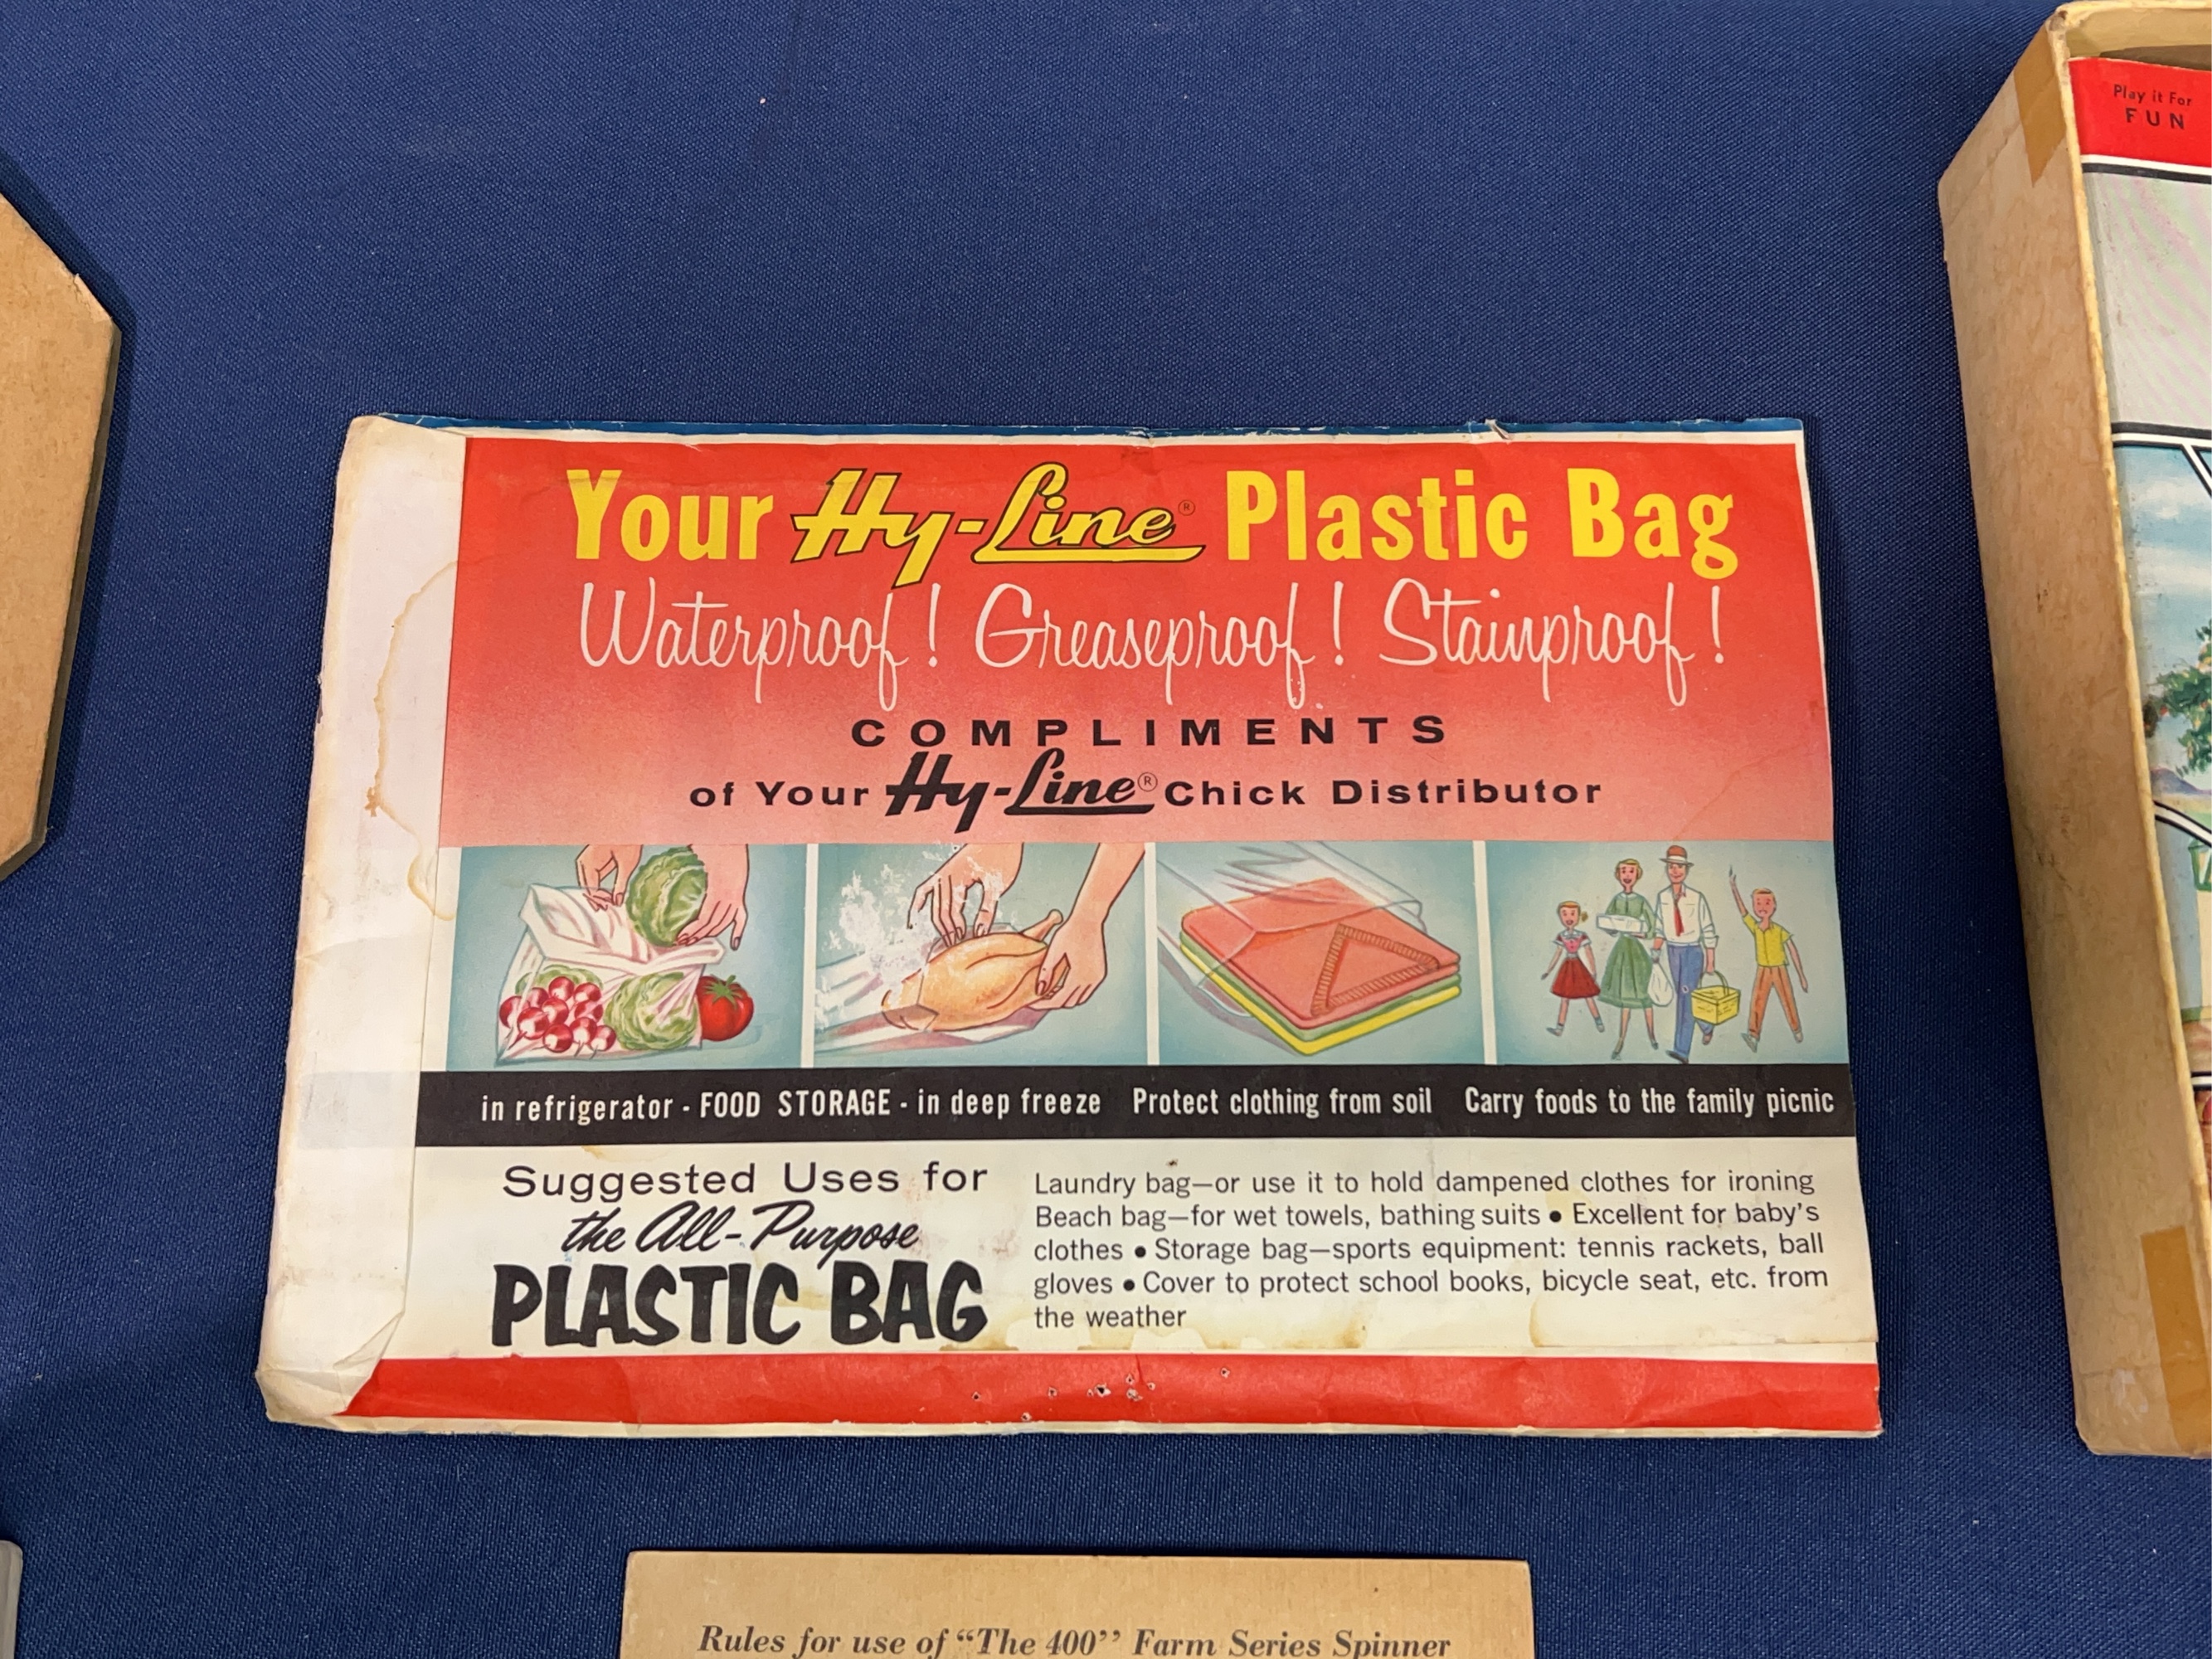 Play it For
FUN
Your Hy-Line® Plastic Bag
Waterproof! Greaseproof! Stainproof!
COMPLIMENTS
of Your Hy-Line® Chick Distributor
in refrigerator - FOOD STORAGE - in deep freeze Protect clothing from soil Carry foods to the family picnic
Suggested Uses for
the All-Purpose
PLASTIC BAG
Laundry bag—or use it to hold dampened clothes for ironing
Beach bag—for wet towels, bathing suits • Excellent for baby's
clothes • Storage bag—sports equipment: tennis rackets, ball
gloves • Cover to protect school books, bicycle seat, etc. from
the weather
Rules for use of “The 400” Farm Series Spinner